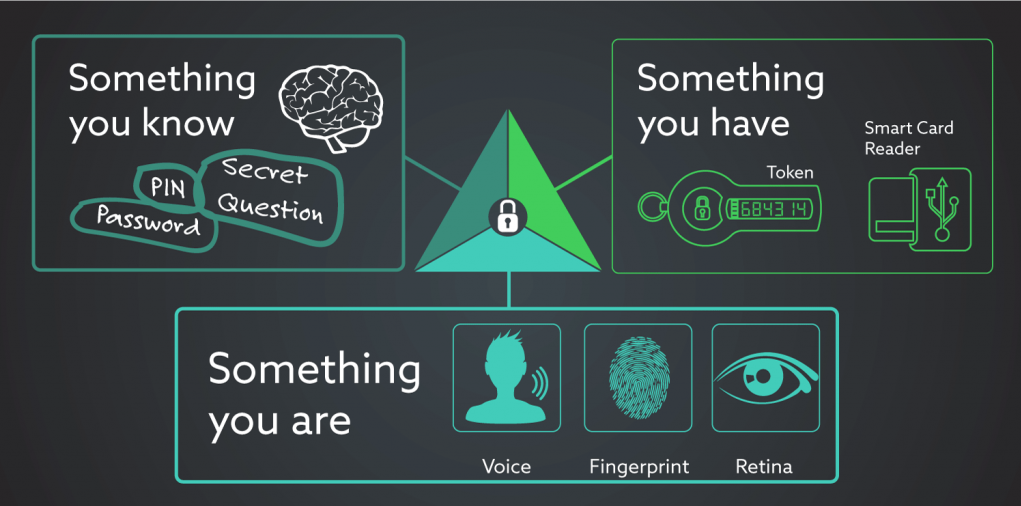 Something
you know
PIN
Secret
Question
Password
Something
you have
Smart Card
Reader
Token
684314
Something
you are
Voice
Fingerprint
Retina